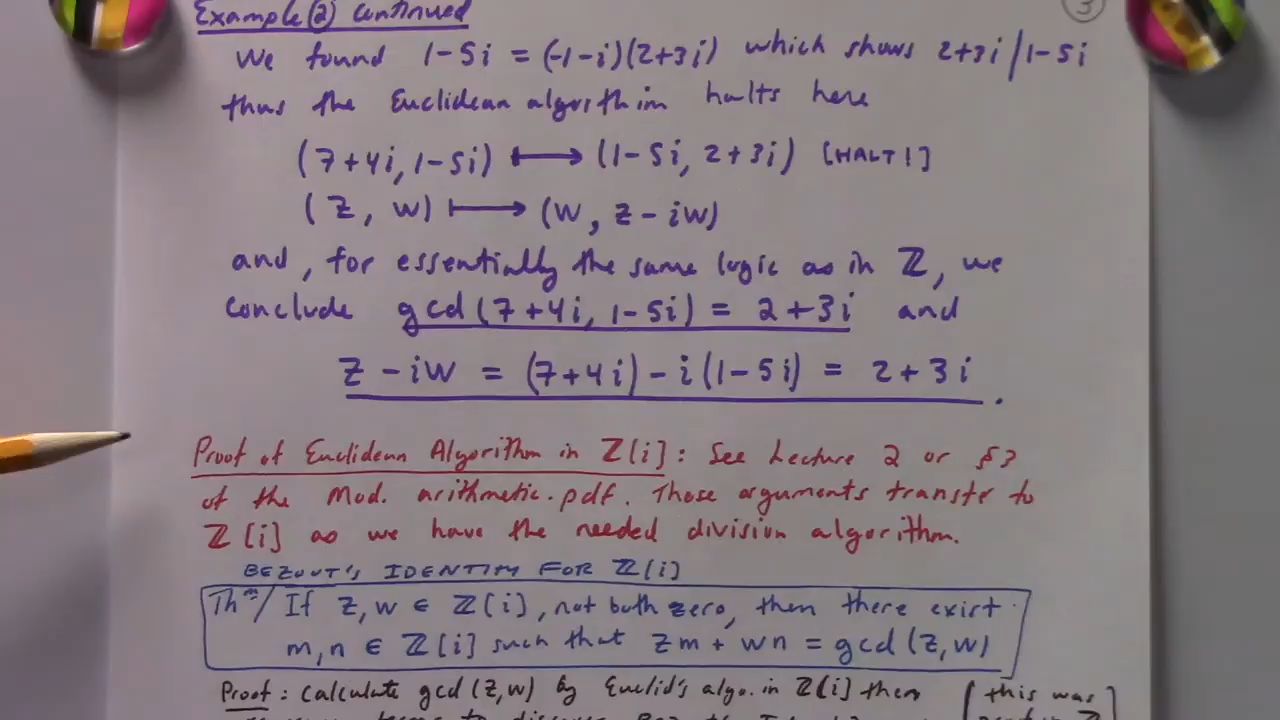 Example (2) continued
3
We found 1-5i = (-1-i)(2+3i) which shows 2+3i / 1-5i
thus the Euclidean algorithm halts here
(7+4i, 1-5i) ⟼ (1-5i, 2+3i) [HALT!]
(z, w) ⟼ (w, z-iw)
and, for essentially the same logic as in ℤ, we
conclude gcd(7+4i, 1-5i) = 2+3i and
z-iw = (7+4i) - i(1-5i) = 2+3i.
Proof of Euclidean Algorithm in ℤ[i]: See Lecture 2 or §3
of the Mod. arithmetic.pdf. Those arguments transfer to
ℤ[i] as we have the needed division algorithm.
BEZOUT'S IDENTITY FOR ℤ[i]
Thm/ If z,w ∈ ℤ[i], not both zero, then there exist
m,n ∈ ℤ[i] such that zm + wn = gcd(z,w)
Proof: Calculate gcd(z,w) by Euclid's algo. in ℤ[i] then
(this was)